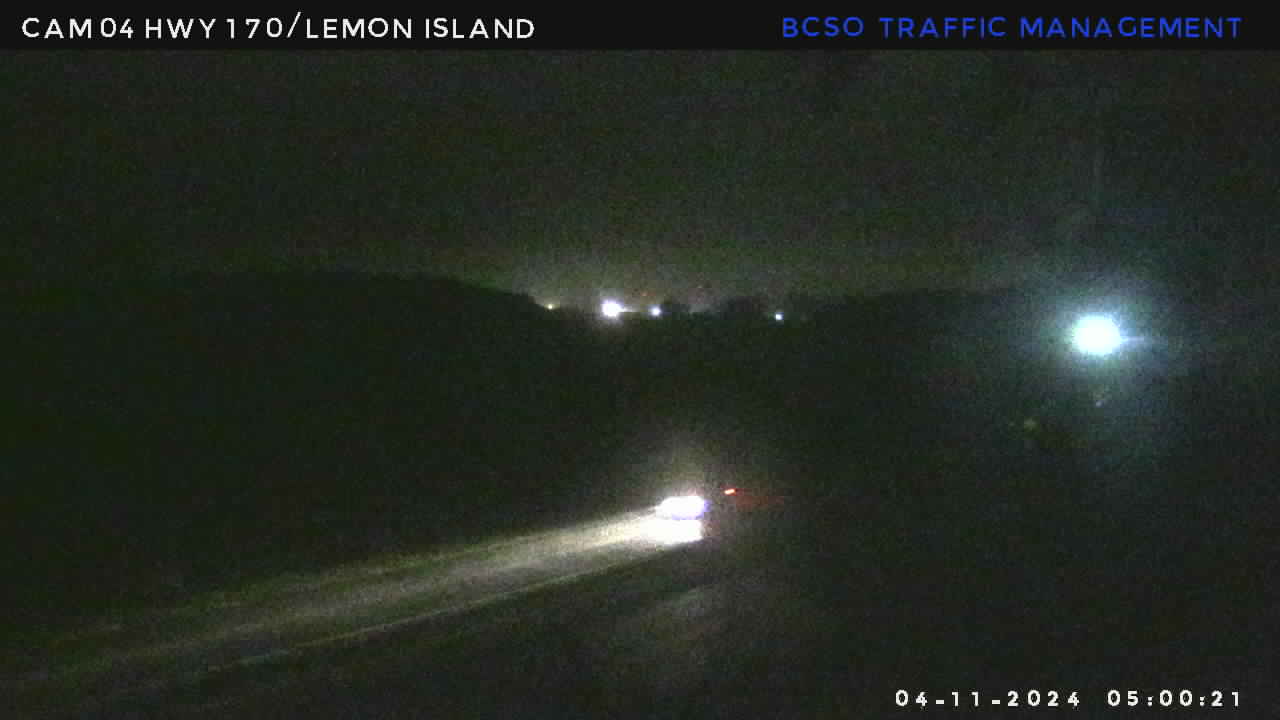 CAM04 HWY 170/LEMON ISLAND
BCSO TRAFFIC MANAGEMENT
04-11-2024 05:00:21